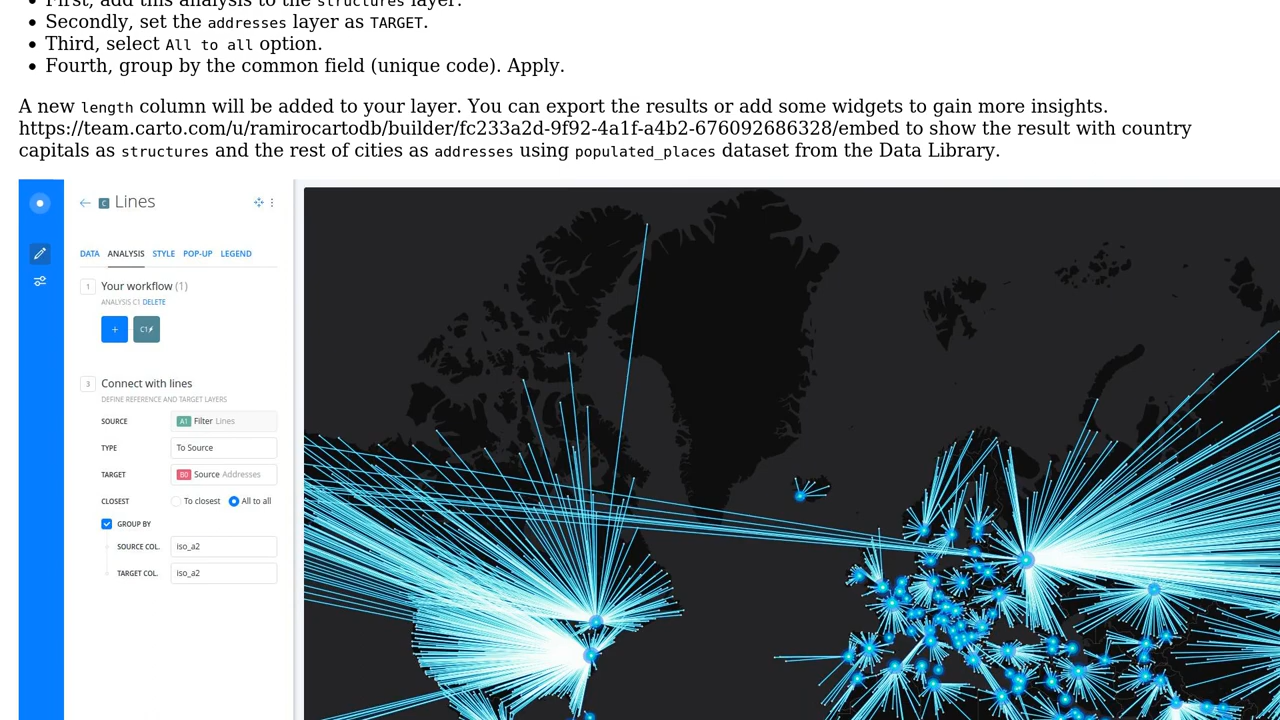 First, add this analysis to the structures layer.
Secondly, set the addresses layer as TARGET.
Third, select All to all option.
Fourth, group by the common field (unique code). Apply.
A new length column will be added to your layer. You can export the results or add some widgets to gain more insights.
https://team.carto.com/u/ramirocartodb/builder/fc233a2d-9f92-4a1f-a4b2-676092686328/embed to show the result with country
capitals as structures and the rest of cities as addresses using populated_places dataset from the Data Library.
C Lines
DATA ANALYSIS STYLE POP-UP LEGEND
1 Your workflow (1)
ANALYSIS C1 DELETE
+ C1
3 Connect with lines
DEFINE REFERENCE AND TARGET LAYERS
SOURCE A1 Filter Lines
TYPE To Source
TARGET B0 Source Addresses
CLOSEST To closest All to all
GROUP BY
SOURCE COL. iso_a2
TARGET COL. iso_a2